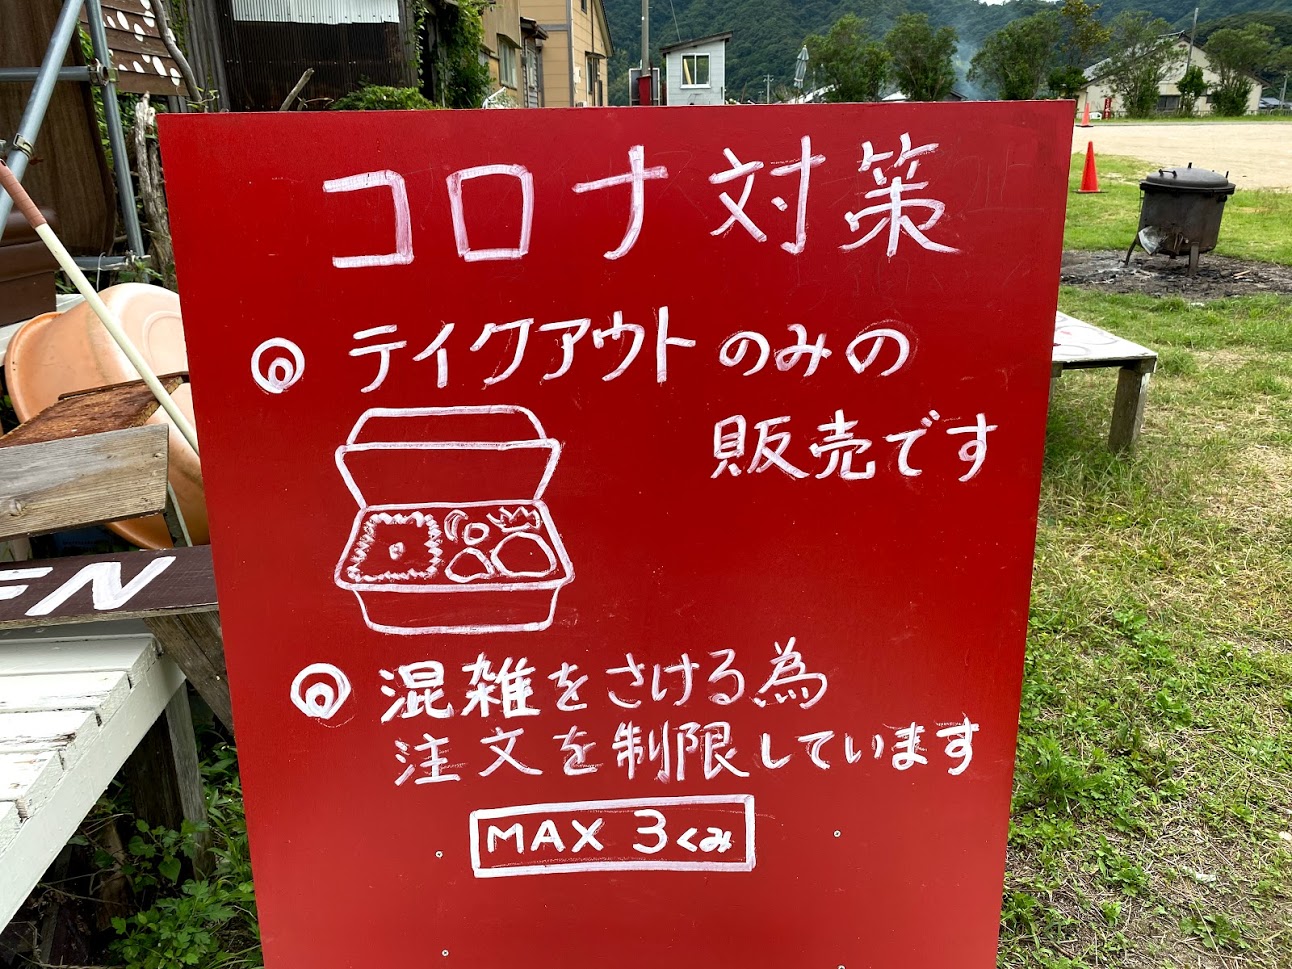 コロナ対策
◎ テイクアウトのみの
販売です
◎ 混雑をさける為
注文を制限しています
MAX 3くみ
EN